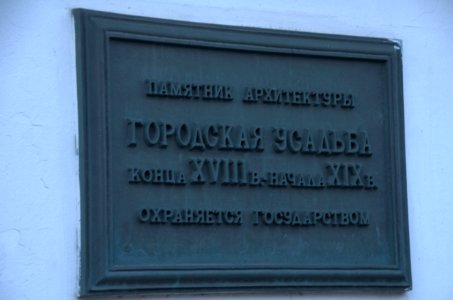 ПАМЯТНИК АРХИТЕКТУРЫ
ГОРОДСКАЯ УСАДЬБА
КОНЦА XVIII В.-НАЧАЛА XIX В.
ОХРАНЯЕТСЯ ГОСУДАРСТВОМ